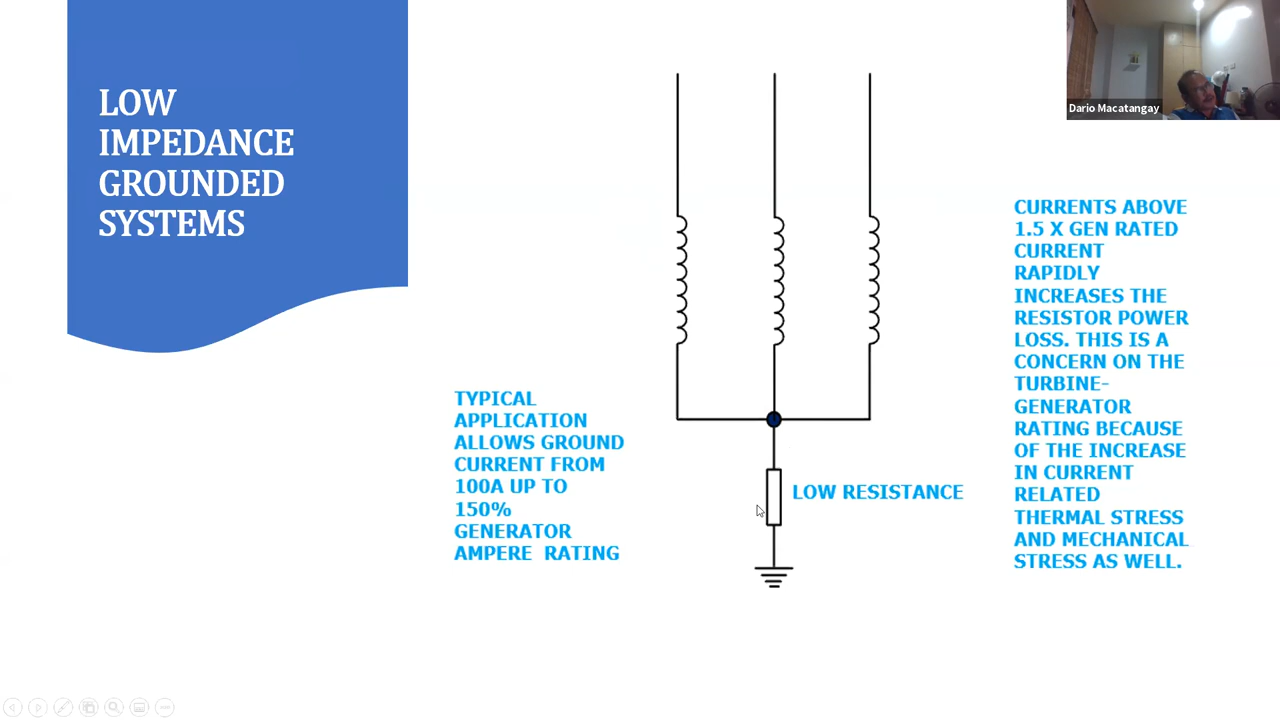 LOW
IMPEDANCE
GROUNDED
SYSTEMS
Dario Macatangay
TYPICAL
APPLICATION
ALLOWS GROUND
CURRENT FROM
100A UP TO
150%
GENERATOR
AMPERE RATING
LOW RESISTANCE
CURRENTS ABOVE
1.5 X GEN RATED
CURRENT
RAPIDLY
INCREASES THE
RESISTOR POWER
LOSS. THIS IS A
CONCERN ON THE
TURBINE-
GENERATOR
RATING BECAUSE
OF THE INCREASE
IN CURRENT
RELATED
THERMAL STRESS
AND MECHANICAL
STRESS AS WELL.